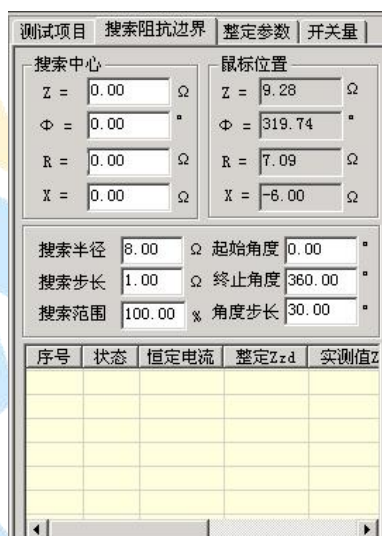 测试项目 搜索阻抗边界 整定参数 开关量
搜索中心 鼠标位置
Z = 0.00 Ω Z = 9.28 Ω
Φ = 0.00 ° Φ = 319.74 °
R = 0.00 Ω R = 7.09 Ω
X = 0.00 Ω X = -6.00 Ω
搜索半径 8.00 Ω 起始角度 0.00 °
搜索步长 1.00 Ω 终止角度 360.00 °
搜索范围 100.00 % 角度步长 30.00 °
序号 状态 恒定电流 整定Zzd 实测值Z